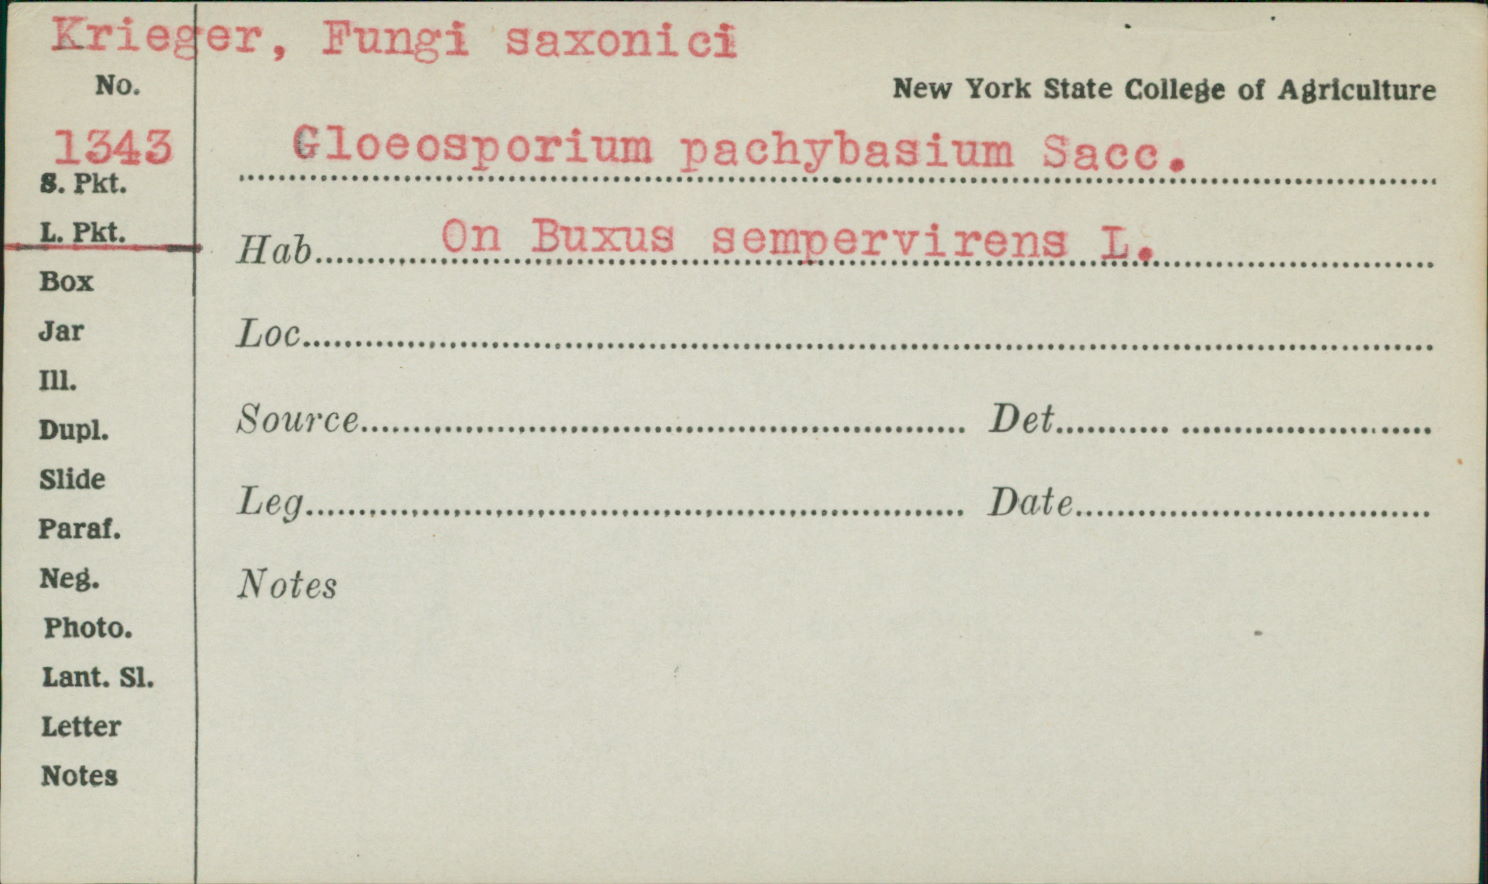 Krieger, Fungi saxonici
No.
New York State College of Agriculture
1343
Gloeosporium pachybasium Sacc.
S. Pkt.
L. Pkt.
Hab. On Buxus sempervirens L.
Box
Jar
Loc.
Ill.
Dupl.
Source Det.
Slide
Leg. Date
Paraf.
Neg.
Notes
Photo.
Lant. Sl.
Letter
Notes